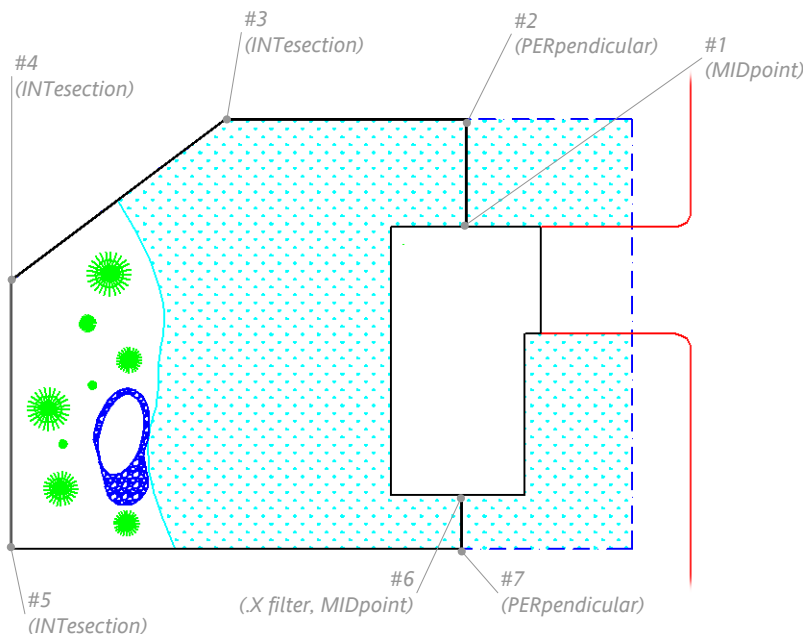 #3
(INTesection)
#2
(PERpendicular)
#1
(MIDpoint)
#4
(INTesection)
#6
(.X filter, MIDpoint)
#7
(PERpendicular)
#5
(INTesection)